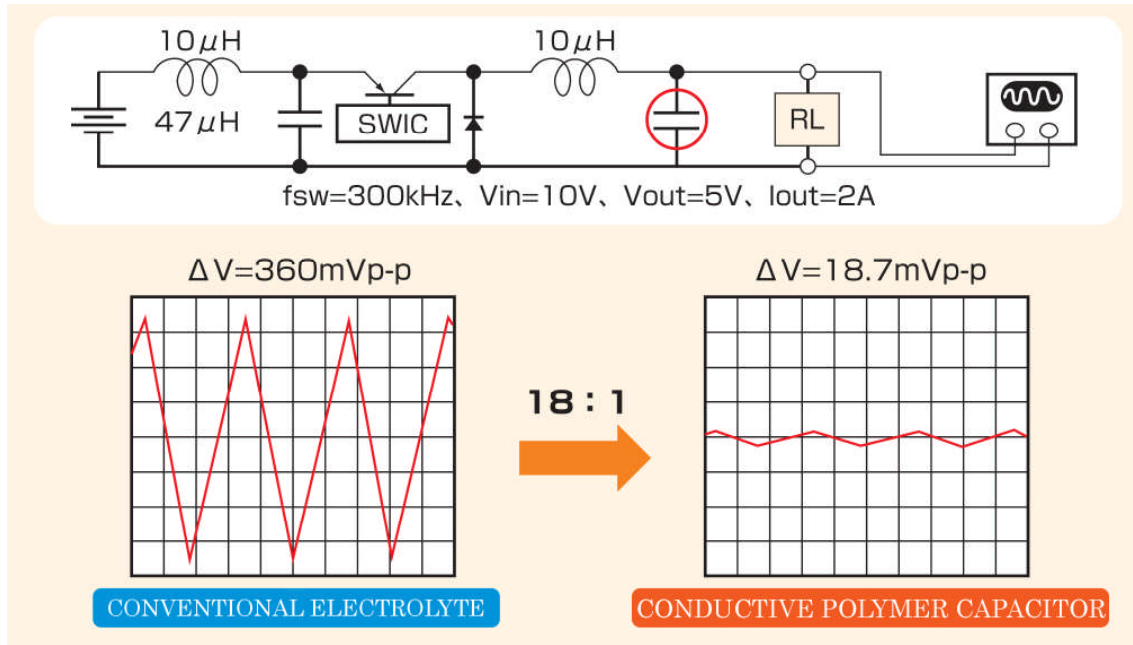 10μH
10μH
47μH
SWIC
RL
fsw=300kHz、Vin=10V、Vout=5V、Iout=2A
ΔV=360mVp-p
ΔV=18.7mVp-p
18：1
CONVENTIONAL ELECTROLYTE
CONDUCTIVE POLYMER CAPACITOR